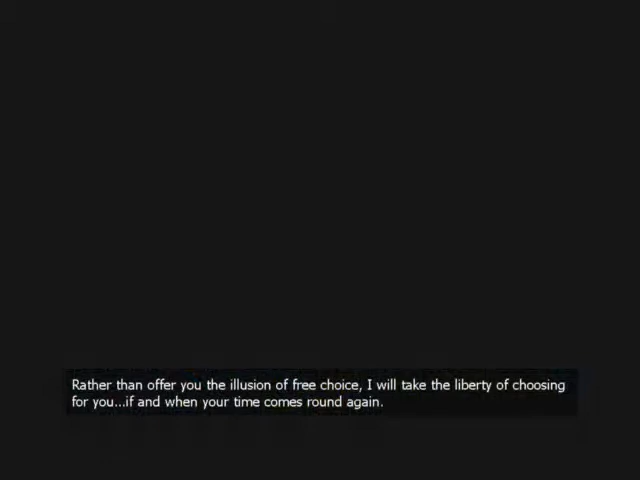 Rather than offer you the illusion of free choice, I will take the liberty of choosing
for you...if and when your time comes round again.